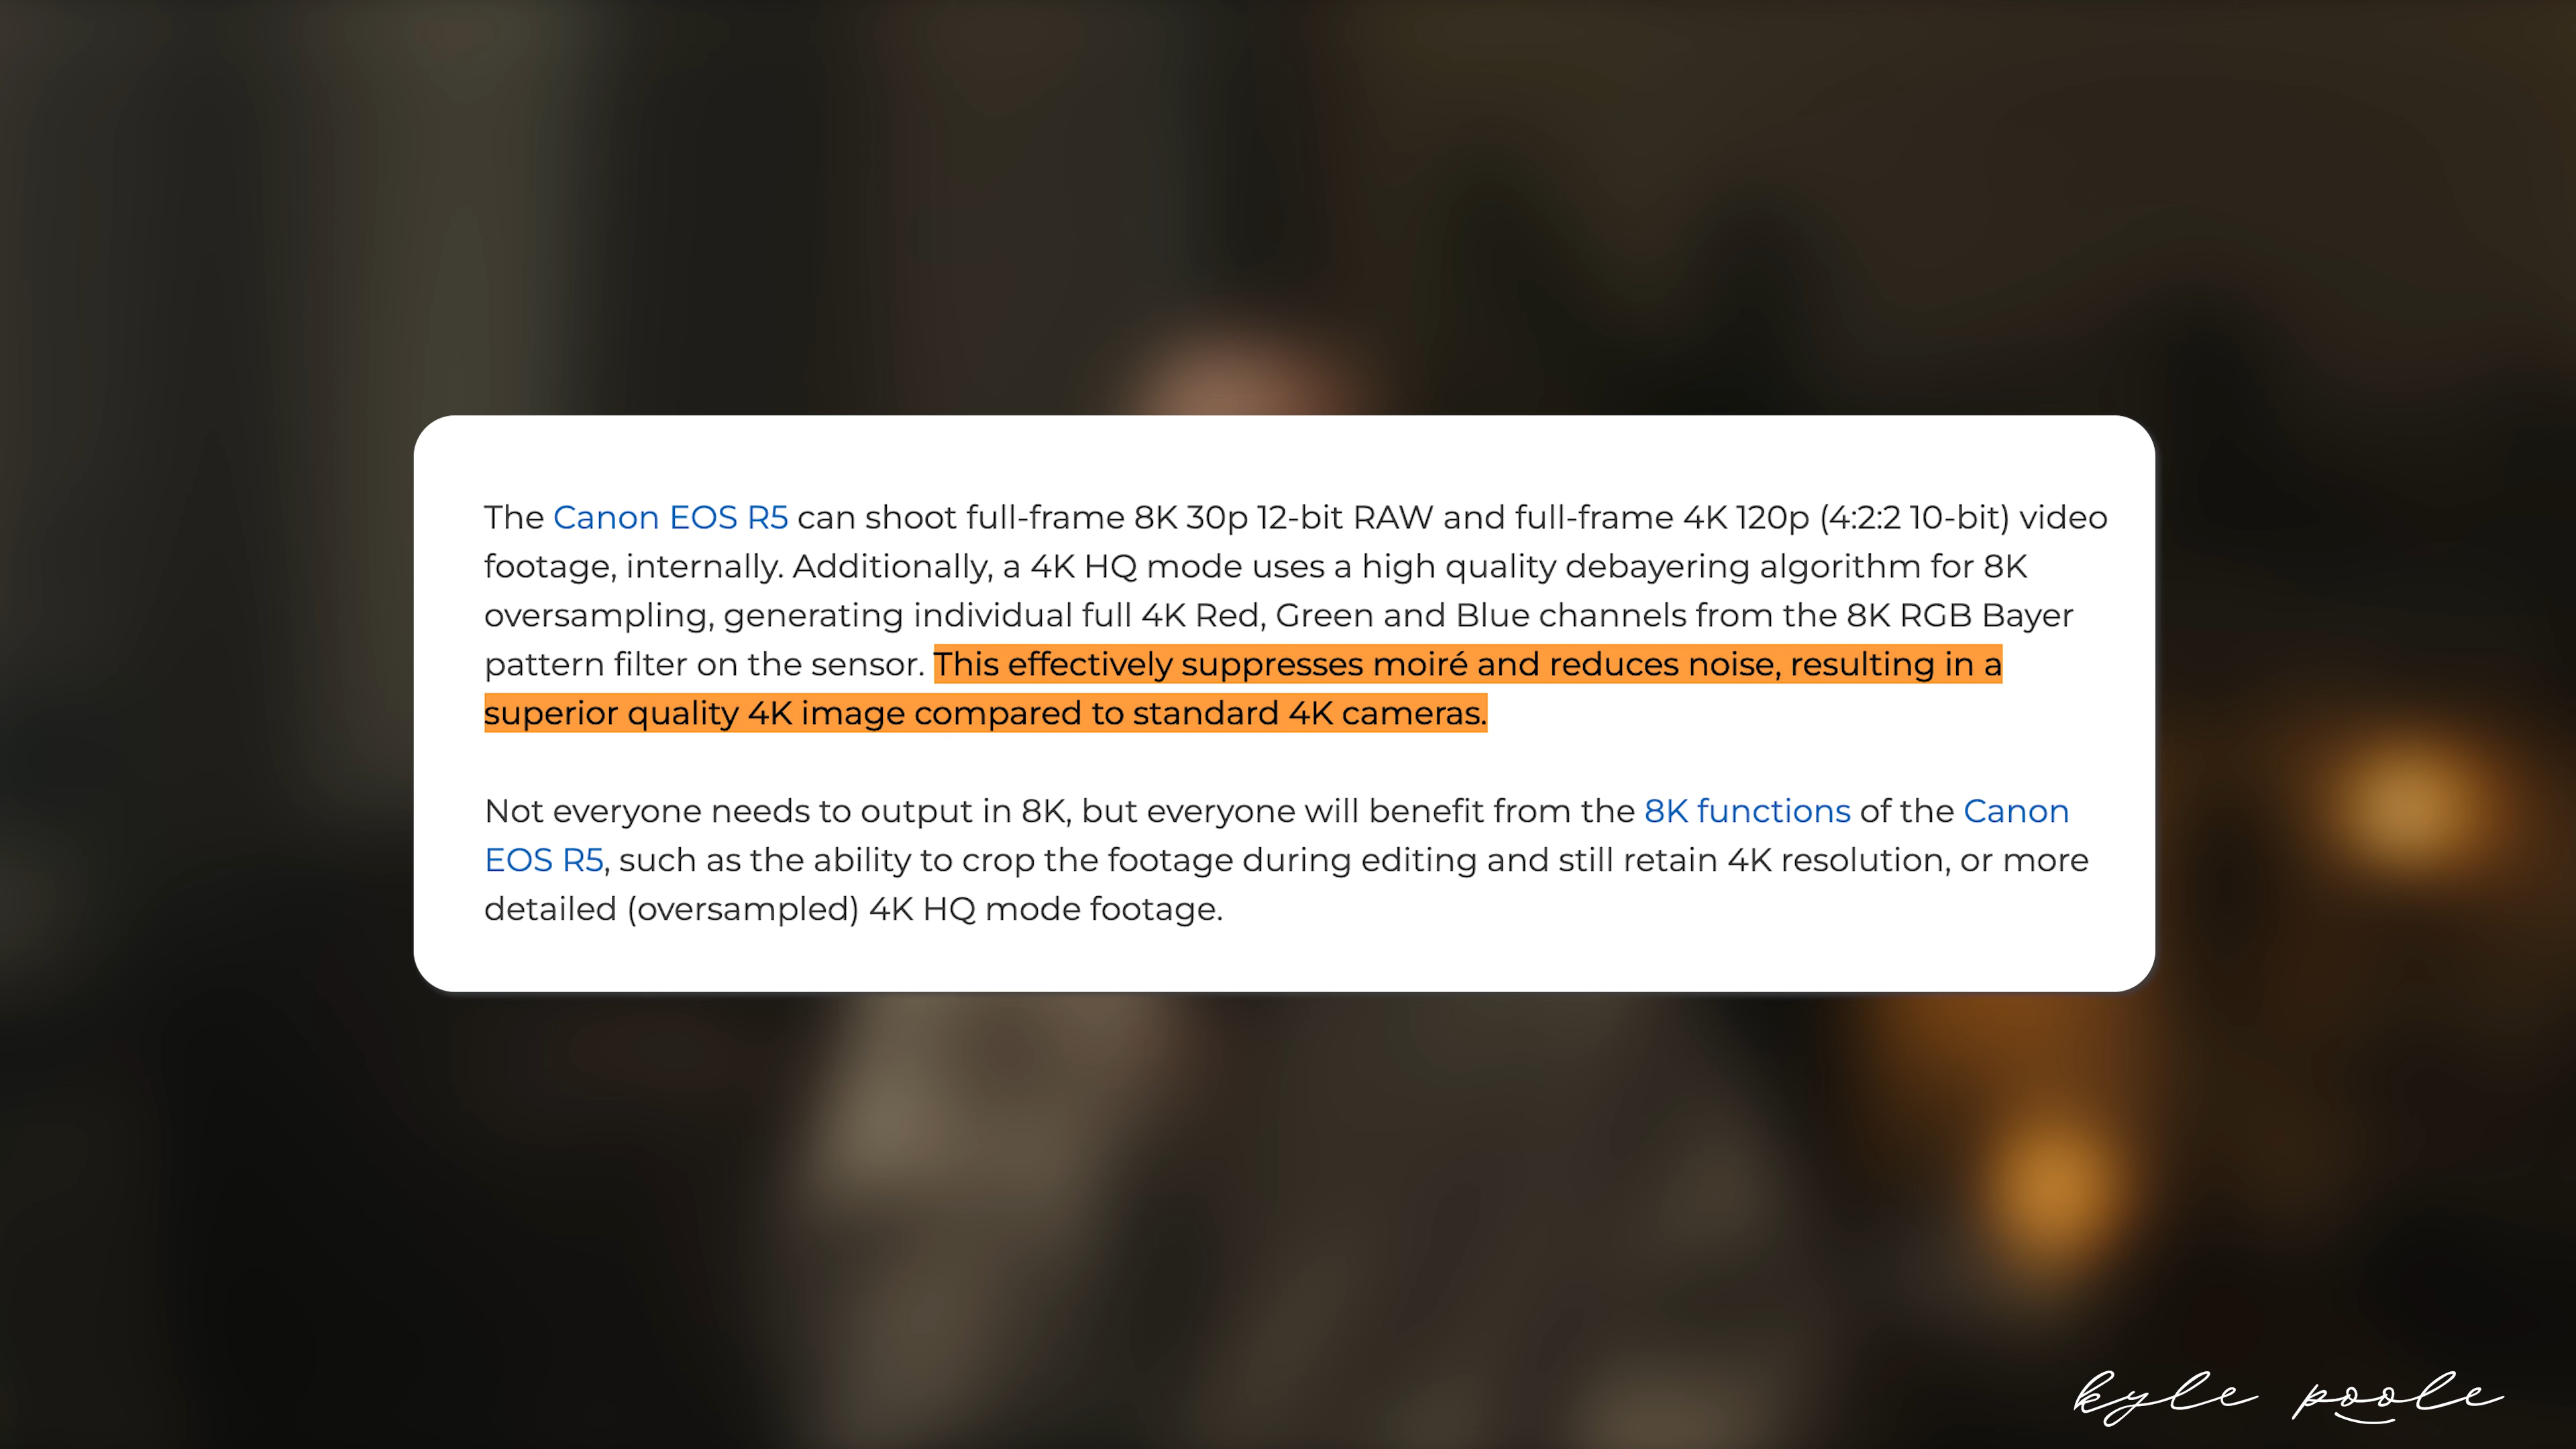 The Canon EOS R5 can shoot full-frame 8K 30p 12-bit RAW and full-frame 4K 120p (4:2:2 10-bit) video
footage, internally. Additionally, a 4K HQ mode uses a high quality debayering algorithm for 8K
oversampling, generating individual full 4K Red, Green and Blue channels from the 8K RGB Bayer
pattern filter on the sensor. This effectively suppresses moiré and reduces noise, resulting in a
superior quality 4K image compared to standard 4K cameras.
Not everyone needs to output in 8K, but everyone will benefit from the 8K functions of the Canon
EOS R5, such as the ability to crop the footage during editing and still retain 4K resolution, or more
detailed (oversampled) 4K HQ mode footage.
kyle poole